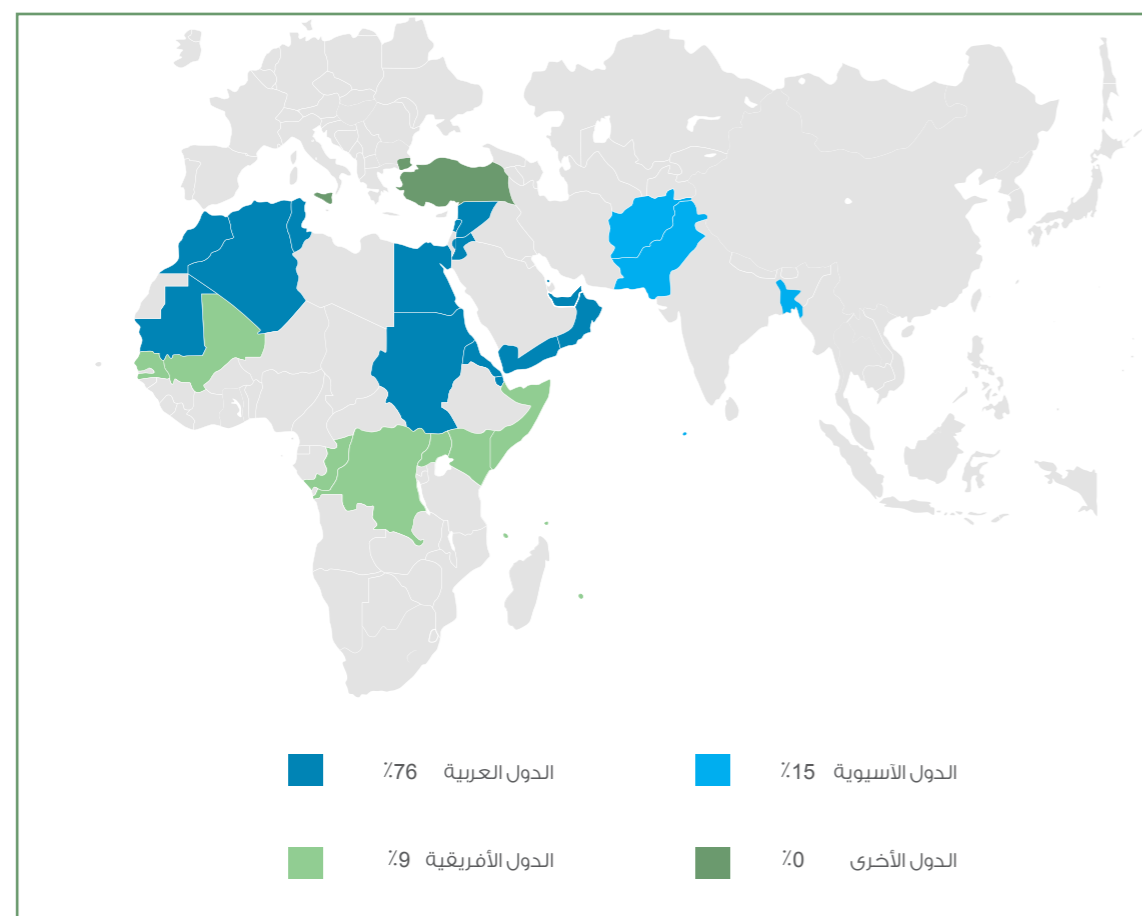 الدول الآسيوية 15٪
الدول العربية 76٪
الدول الأخرى 0٪
الدول الأفريقية 9٪